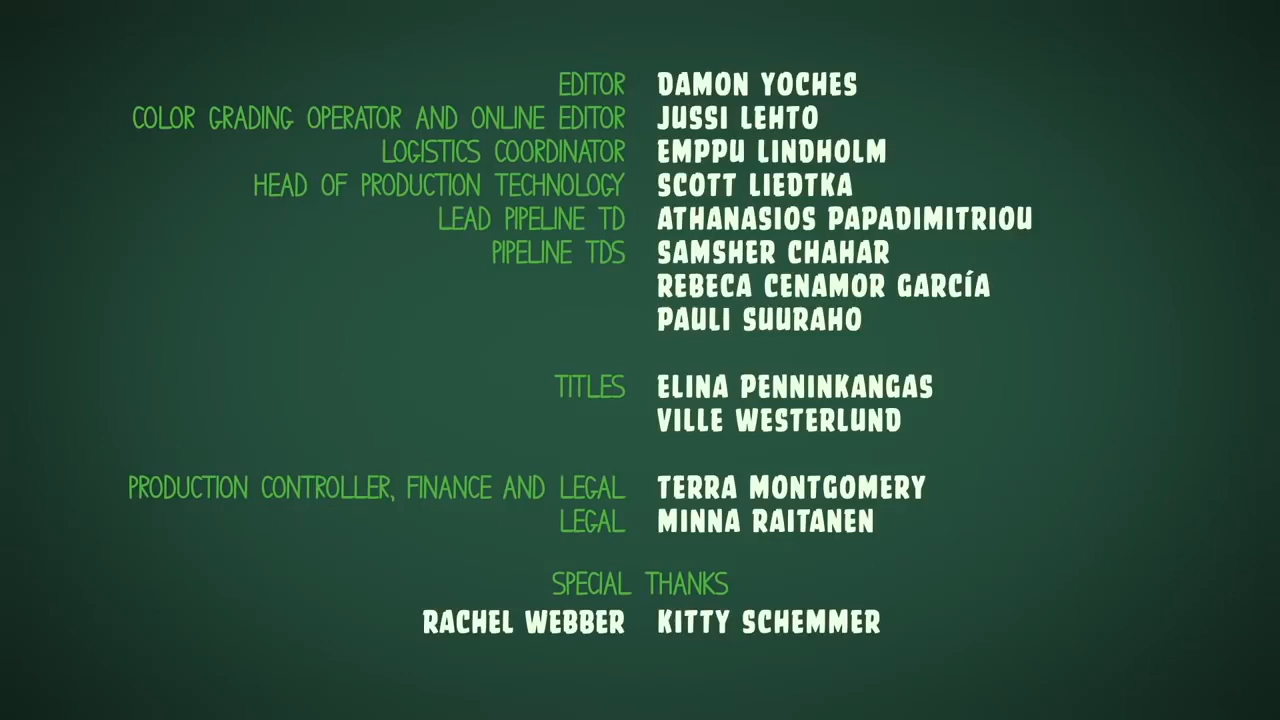 EDITOR DAMON YOCHES
COLOR GRADING OPERATOR AND ONLINE EDITOR JUSSI LEHTO
LOGISTICS COORDINATOR EMPPU LINDHOLM
HEAD OF PRODUCTION TECHNOLOGY SCOTT LIEDTKA
LEAD PIPELINE TD ATHANASIOS PAPADIMITRIOU
PIPELINE TDS SAMSHER CHAHAR
REBECA CENAMOR GARCÍA
PAULI SUURAHO
TITLES ELINA PENNINKANGAS
VILLE WESTERLUND
PRODUCTION CONTROLLER, FINANCE AND LEGAL TERRA MONTGOMERY
LEGAL MINNA RAITANEN
SPECIAL THANKS
RACHEL WEBBER KITTY SCHEMMER